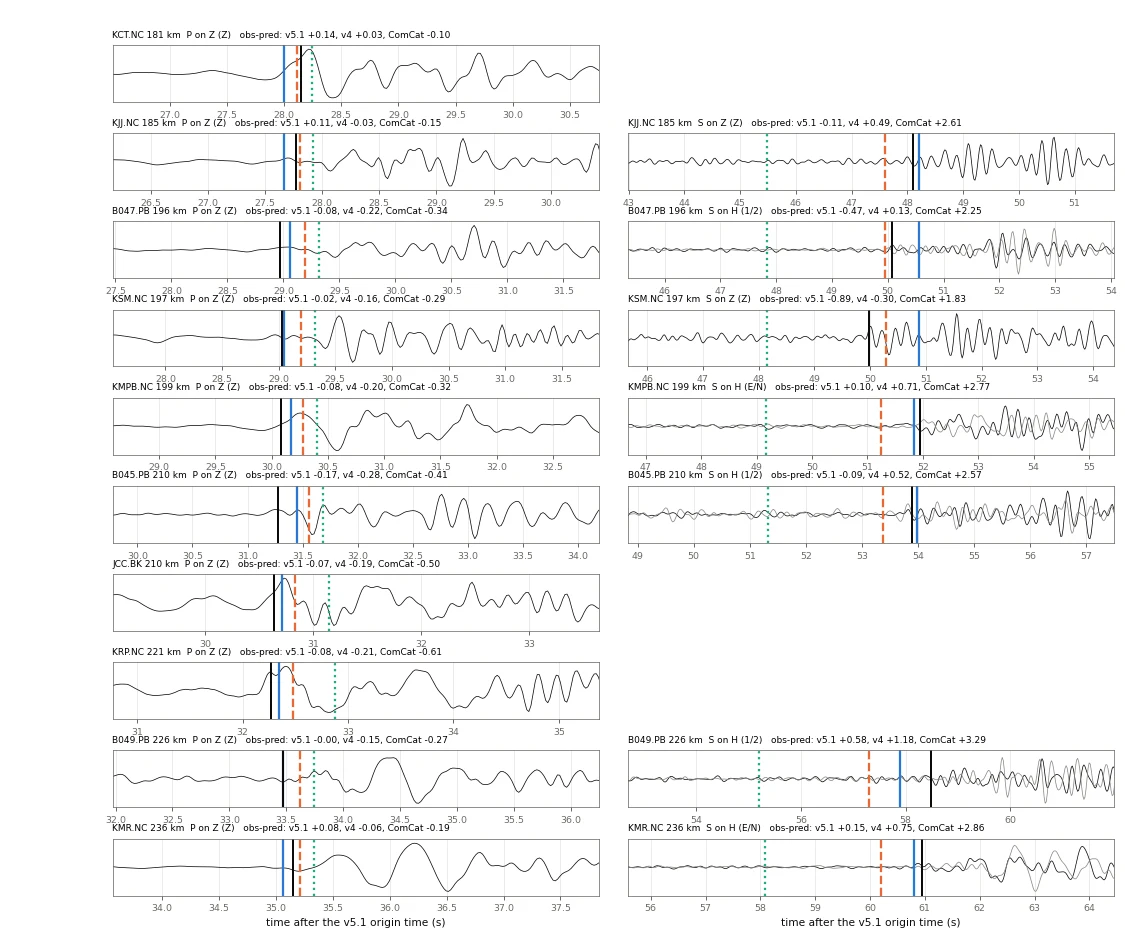 KCT.NC 181 km  P on Z (Z)   obs-pred: v5.1 +0.14, v4 +0.03, ComCat -0.10
27.0 27.5 28.0 28.5 29.0 29.5 30.0 30.5
KJJ.NC 185 km  P on Z (Z)   obs-pred: v5.1 +0.11, v4 -0.03, ComCat -0.15
26.5 27.0 27.5 28.0 28.5 29.0 29.5 30.0
KJJ.NC 185 km  S on Z (Z)   obs-pred: v5.1 -0.11, v4 +0.49, ComCat +2.61
43 44 45 46 47 48 49 50 51
B047.PB 196 km  P on Z (Z)   obs-pred: v5.1 -0.08, v4 -0.22, ComCat -0.34
27.5 28.0 28.5 29.0 29.5 30.0 30.5 31.0 31.5
B047.PB 196 km  S on H (1/2)   obs-pred: v5.1 -0.47, v4 +0.13, ComCat +2.25
46 47 48 49 50 51 52 53 54
KSM.NC 197 km  P on Z (Z)   obs-pred: v5.1 -0.02, v4 -0.16, ComCat -0.29
28.0 28.5 29.0 29.5 30.0 30.5 31.0 31.5
KSM.NC 197 km  S on Z (Z)   obs-pred: v5.1 -0.89, v4 -0.30, ComCat +1.83
46 47 48 49 50 51 52 53 54
KMPB.NC 199 km  P on Z (Z)   obs-pred: v5.1 -0.08, v4 -0.20, ComCat -0.32
29.0 29.5 30.0 30.5 31.0 31.5 32.0 32.5
KMPB.NC 199 km  S on H (E/N)   obs-pred: v5.1 +0.10, v4 +0.71, ComCat +2.77
47 48 49 50 51 52 53 54 55
B045.PB 210 km  P on Z (Z)   obs-pred: v5.1 -0.17, v4 -0.28, ComCat -0.41
30.0 30.5 31.0 31.5 32.0 32.5 33.0 33.5 34.0
B045.PB 210 km  S on H (1/2)   obs-pred: v5.1 -0.09, v4 +0.52, ComCat +2.57
49 50 51 52 53 54 55 56 57
JCC.BK 210 km  P on Z (Z)   obs-pred: v5.1 -0.07, v4 -0.19, ComCat -0.50
30 31 32 33
KRP.NC 221 km  P on Z (Z)   obs-pred: v5.1 -0.08, v4 -0.21, ComCat -0.61
31 32 33 34 35
B049.PB 226 km  P on Z (Z)   obs-pred: v5.1 -0.00, v4 -0.15, ComCat -0.27
32.0 32.5 33.0 33.5 34.0 34.5 35.0 35.5 36.0
B049.PB 226 km  S on H (1/2)   obs-pred: v5.1 +0.58, v4 +1.18, ComCat +3.29
54 56 58 60
KMR.NC 236 km  P on Z (Z)   obs-pred: v5.1 +0.08, v4 -0.06, ComCat -0.19
34.0 34.5 35.0 35.5 36.0 36.5 37.0 37.5
KMR.NC 236 km  S on H (E/N)   obs-pred: v5.1 +0.15, v4 +0.75, ComCat +2.86
56 57 58 59 60 61 62 63 64
time after the v5.1 origin time (s)
time after the v5.1 origin time (s)